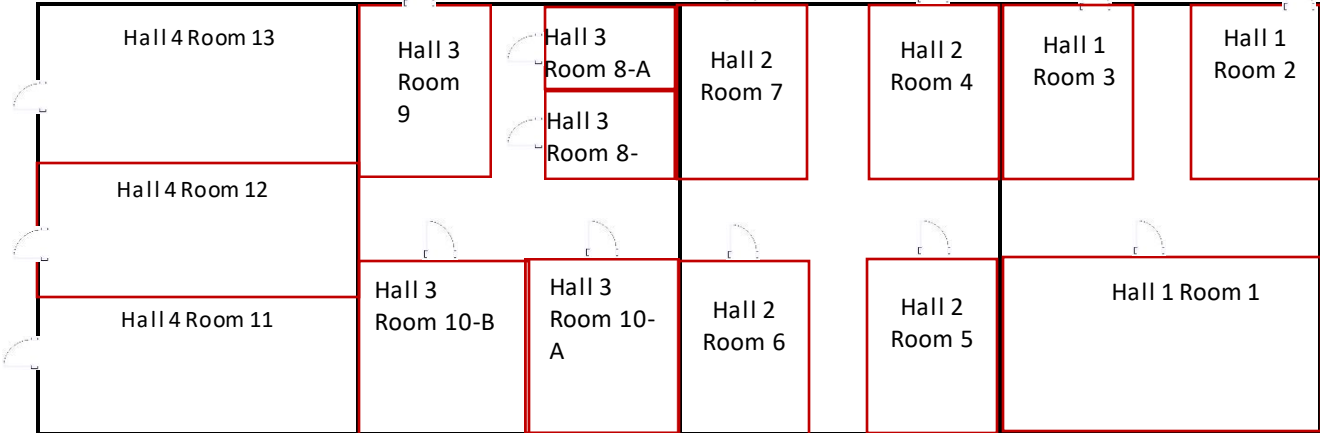 Hall 4 Room 13
Hall 3
Room
9
Hall 3
Room 8-A
Hall 3
Room 8-
Hall 2
Room 7
Hall 2
Room 4
Hall 1
Room 3
Hall 1
Room 2
Hall 4 Room 12
Hall 4 Room 11
Hall 3
Room 10-B
Hall 3
Room 10-
A
Hall 2
Room 6
Hall 2
Room 5
Hall 1 Room 1